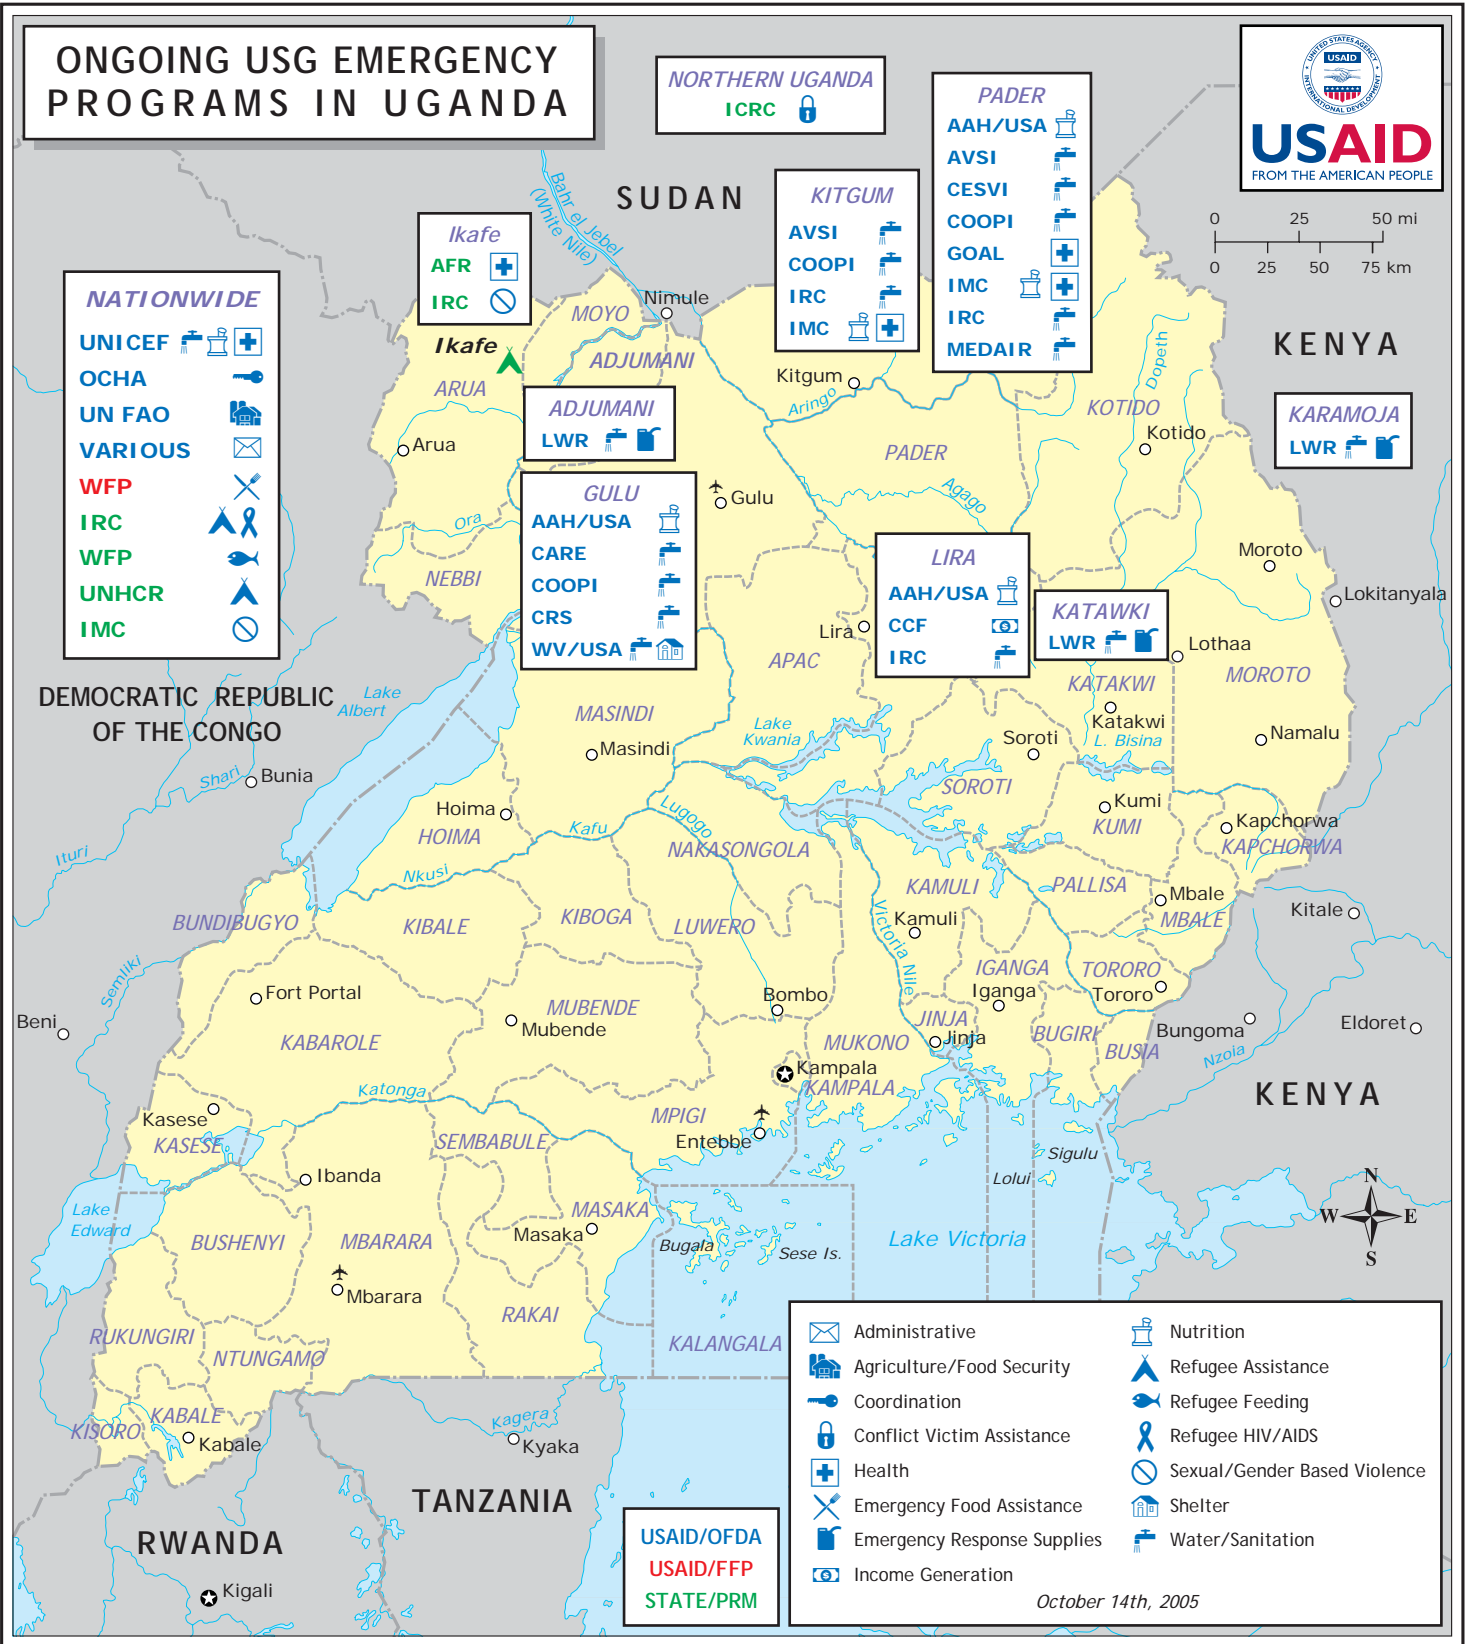 ONGOING USG EMERGENCY
PROGRAMS IN UGANDA
NORTHERN UGANDA
ICRC
PADER
AAH/USA
AVSI
CESVI
COOPI
GOAL
IMC
IRC
MEDAIR
UNITED STATES AGENCY
INTERNATIONAL DEVELOPMENT
USAID
USAID
FROM THE AMERICAN PEOPLE
0 25 50 mi
0 25 50 75 km
KITGUM
AVSI
COOPI
IRC
IMC
Ikafe
AFR
IRC
NATIONWIDE
UNICEF
OCHA
UN FAO
VARIOUS
WFP
IRC
WFP
UNHCR
IMC
ADJUMANI
LWR
GULU
AAH/USA
CARE
COOPI
CRS
WV/USA
LIRA
AAH/USA
CCF
IRC
KATAWKI
LWR
KARAMOJA
LWR
SUDAN
Bahr el Jebel
(White Nile)
Nimule
MOYO
ADJUMANI
Ikafe
ARUA
Arua
Ora
NEBBI
Gulu
Kitgum
Aringo
PADER
Agago
KOTIDO
Kotido
Dopeth
KENYA
Moroto
Lokitanyala
Lothaa
MOROTO
Namalu
Lira
APAC
KATAKWI
Katakwi
L. Bisina
Soroti
SOROTI
Kumi
KUMI
Kapchorwa
KAPCHORWA
DEMOCRATIC REPUBLIC
OF THE CONGO
Lake
Albert
Shari
Bunia
Ituri
MASINDI
Masindi
Lake
Kwania
Hoima
HOIMA
Kafu
Lugogo
Nkusi
NAKASONGOLA
KAMULI
Kamuli
PALLISA
Mbale
MBALE
Kitale
BUNDIBUGYO
KIBALE
KIBOGA
LUWERO
Victoria Nile
IGANGA
Iganga
TORORO
Tororo
Semliki
Beni
Fort Portal
KABAROLE
MUBENDE
Mubende
Bombo
MUKONO
JINJA
Jinja
BUGIRI
BUSIA
Bungoma
Nzoia
Eldoret
KENYA
Kampala
KAMPALA
Katonga
Kasese
KASESE
SEMBABULE
MPIGI
Entebbe
Sigulu
Lolui
Ibanda
Lake
Edward
BUSHENYI
MBARARA
Mbarara
Masaka
MASAKA
Bugala
Sese Is.
Lake Victoria
N
W E
S
RAKAI
RUKUNGIRI
NTUNGAMO
KALANGALA
KISORO
KABALE
Kabale
Kagera
Kyaka
TANZANIA
RWANDA
Kigali
USAID/OFDA
USAID/FFP
STATE/PRM
Administrative
Agriculture/Food Security
Coordination
Conflict Victim Assistance
Health
Emergency Food Assistance
Emergency Response Supplies
Income Generation
Nutrition
Refugee Assistance
Refugee Feeding
Refugee HIV/AIDS
Sexual/Gender Based Violence
Shelter
Water/Sanitation
October 14th, 2005